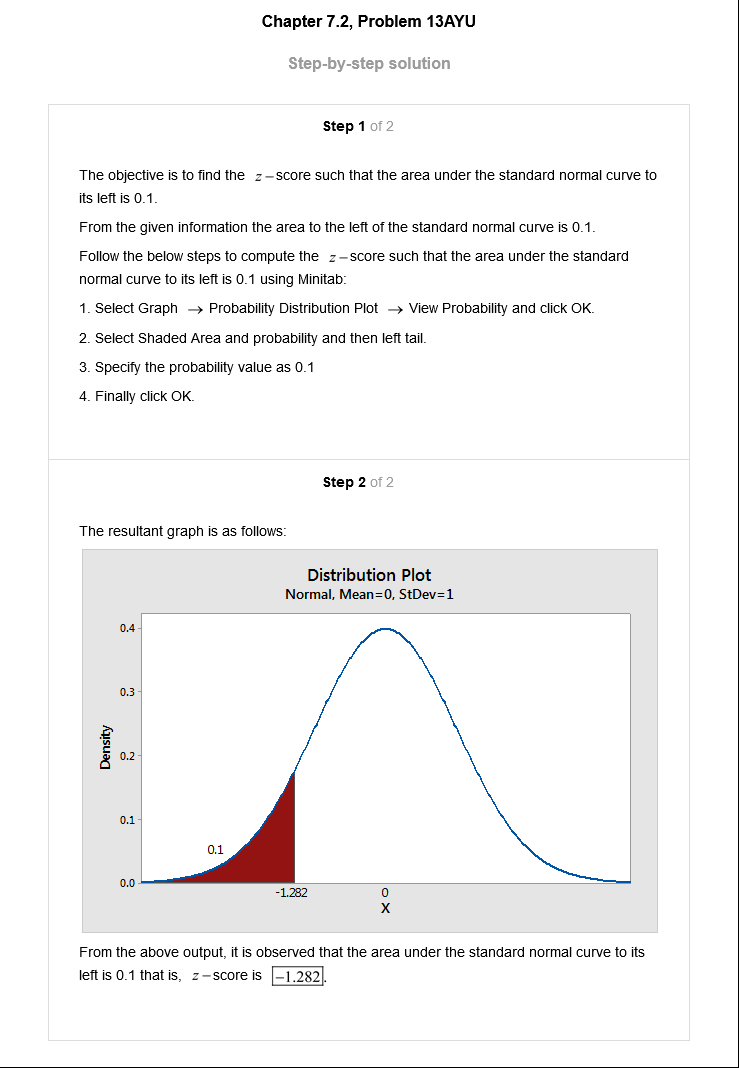 Chapter 7.2, Problem 13AYU
Step-by-step solution
Step 1 of 2
The objective is to find the z – score such that the area under the standard normal curve to
its left is 0.1.
From the given information the area to the left of the standard normal curve is 0.1.
Follow the below steps to compute the z – score such that the area under the standard
normal curve to its left is 0.1 using Minitab:
1. Select Graph → Probability Distribution Plot → View Probability and click OK.
2. Select Shaded Area and probability and then left tail.
3. Specify the probability value as 0.1
4. Finally click OK.
Step 2 of 2
The resultant graph is as follows:
Distribution Plot
Normal, Mean=0, StDev=1
0.4
0.3
0.2
0.1
0.0
Density
0.1
-1.282
0
X
From the above output, it is observed that the area under the standard normal curve to its
left is 0.1 that is, z – score is –1.282.